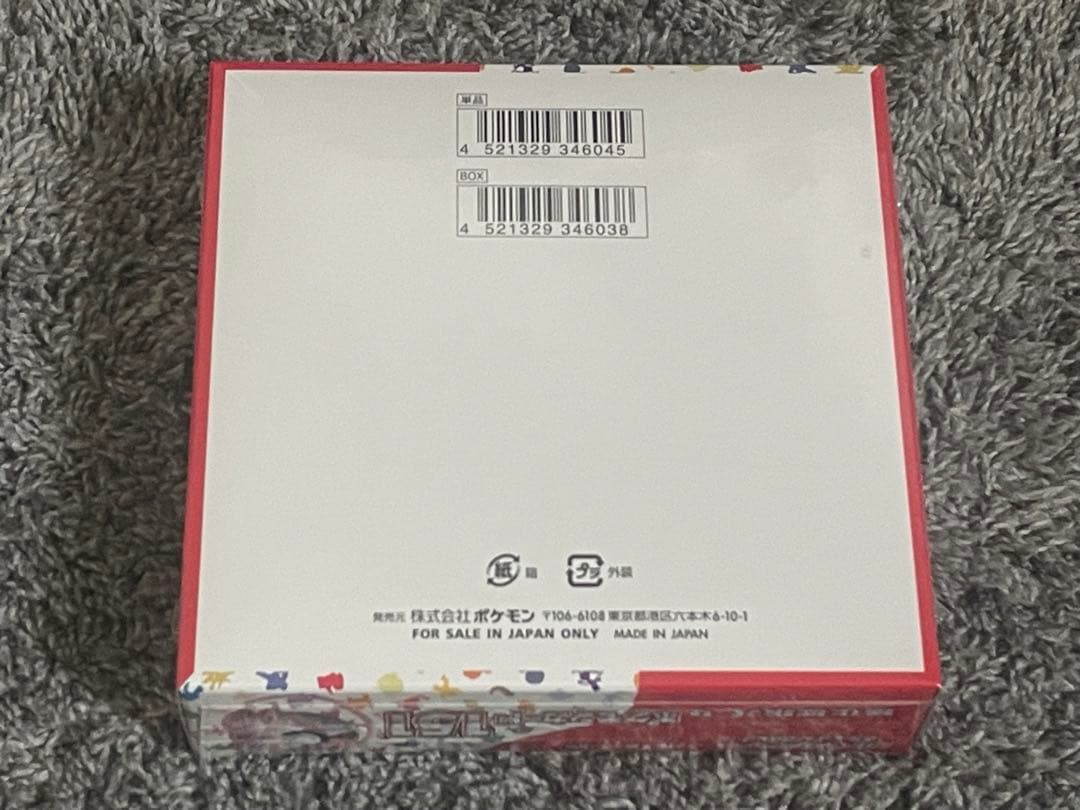 単品
4 521329 346045
BOX
4 521329 346038
紙 箱 プラ 外装
発売元 株式会社 ポケモン 〒106-6108 東京都港区六本木6-10-1
FOR SALE IN JAPAN ONLY MADE IN JAPAN